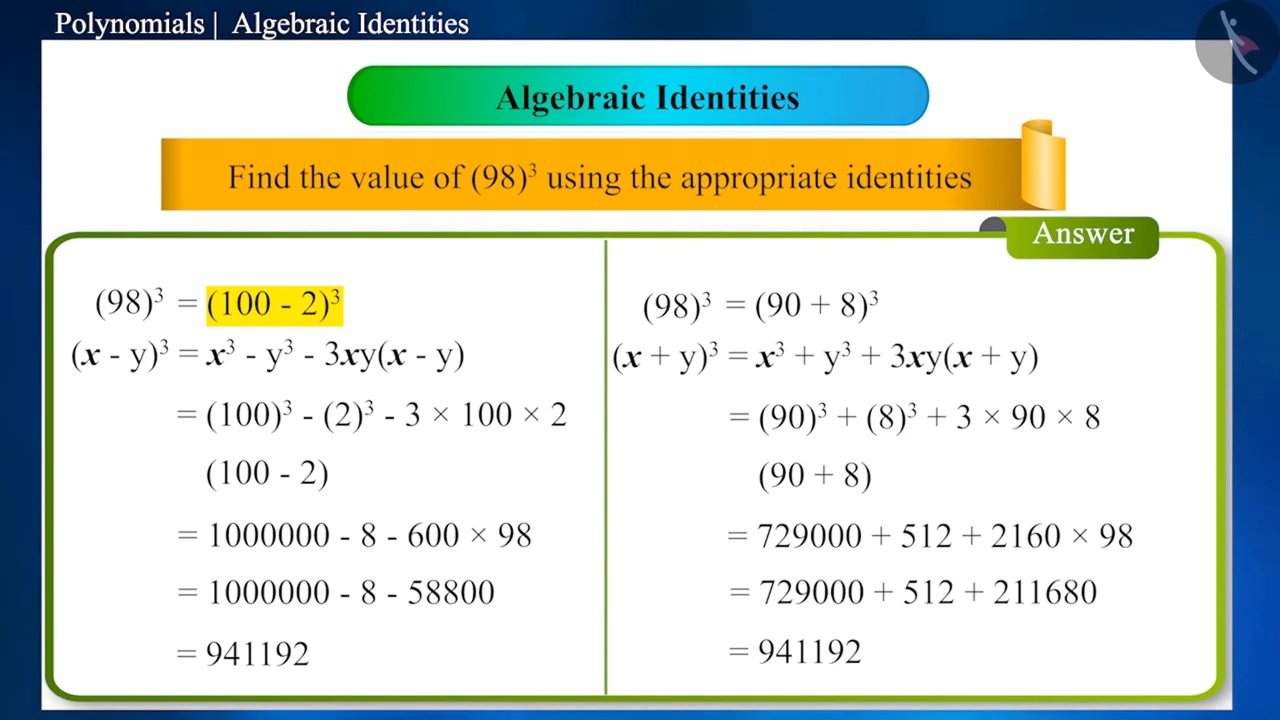 Polynomials | Algebraic Identities
Algebraic Identities
Find the value of (98)³ using the appropriate identities
Answer
(98)³ = (100 - 2)³
(x - y)³ = x³ - y³ - 3xy(x - y)
= (100)³ - (2)³ - 3 × 100 × 2
(100 - 2)
= 1000000 - 8 - 600 × 98
= 1000000 - 8 - 58800
= 941192
(98)³ = (90 + 8)³
(x + y)³ = x³ + y³ + 3xy(x + y)
= (90)³ + (8)³ + 3 × 90 × 8
(90 + 8)
= 729000 + 512 + 2160 × 98
= 729000 + 512 + 211680
= 941192